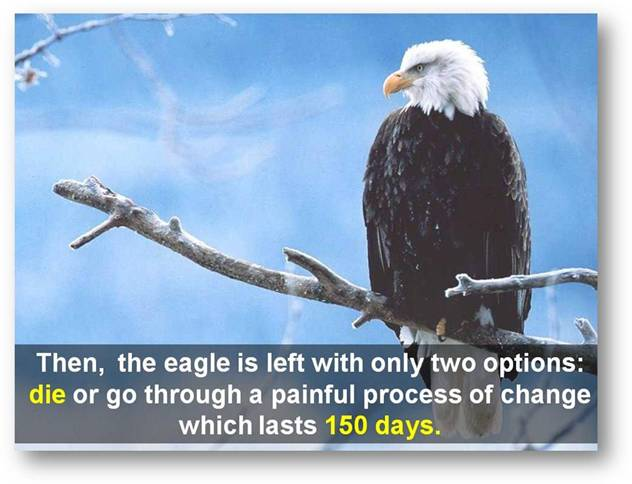 Then, the eagle is left with only two options:
die or go through a painful process of change
which lasts 150 days.